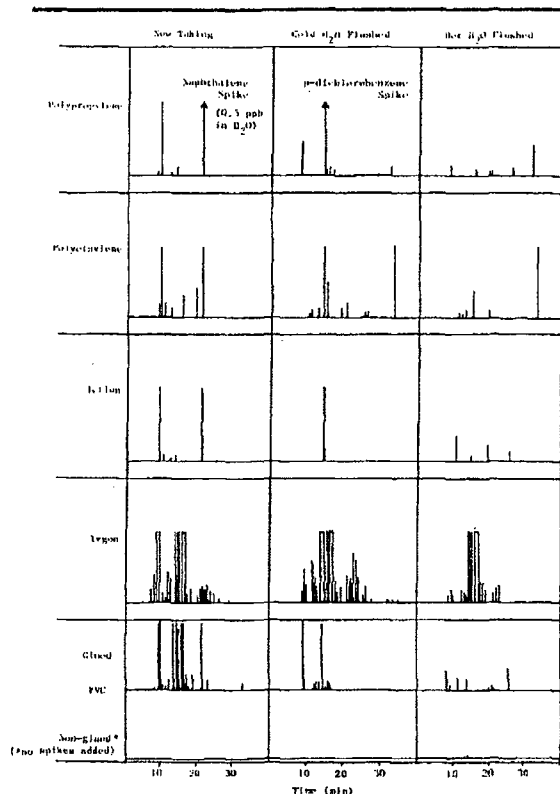 New Tubing
Cold H2O Flushed
Hot H2O Flushed
Polypropylene
Naphthalene
Spike
(0.5 ppb
in H2O)
p-dichlorobenzene
Spike
Polyethylene
Teflon
Tygon
Glued
PVC
Non-glued*
(*no spikes added)
10 20 30
10 20 30
10 20 30
Time (min)